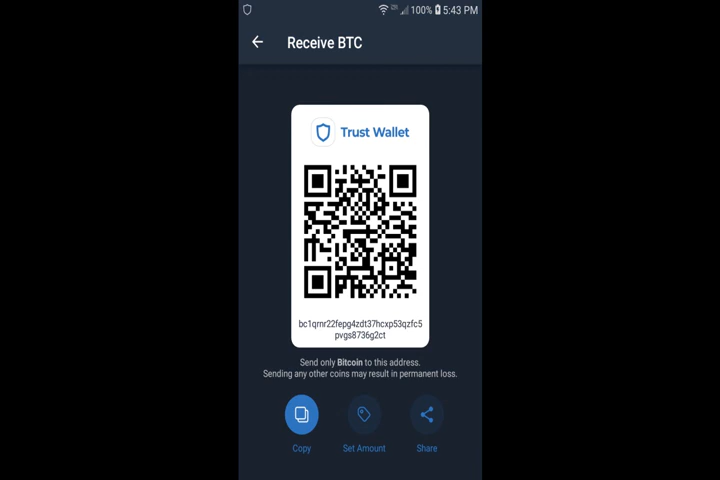 100% 5:43 PM
Receive BTC
Trust Wallet
bc1qrnr22fepg4zdt37hcxp53qzfc5
pvgs8736g2ct
Send only Bitcoin to this address.
Sending any other coins may result in permanent loss.
Copy Set Amount Share